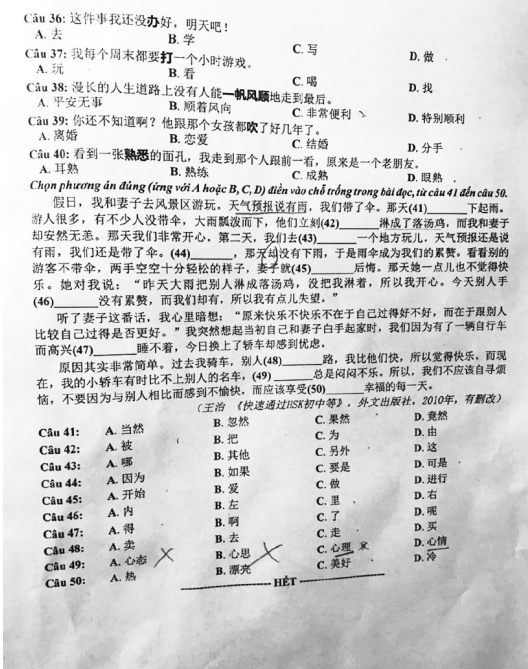 Câu 36: 这件事我还没办好，明天吧！
A. 去 B. 学 C. 写 D. 做
Câu 37: 我每个周末都要打一个小时游戏。
A. 玩 B. 看 C. 喝 D. 找
Câu 38: 漫长的人生道路上没有人能一帆风顺地走到最后。
A. 平安无事 B. 顺着风向 C. 非常便利 D. 特别顺利
Câu 39: 你还不知道啊？他跟那个女孩都吹了好几年了。
A. 离婚 B. 恋爱 C. 结婚 D. 分手
Câu 40: 看到一张熟悉的面孔，我走到那个人跟前一看，原来是一个老朋友。
A. 耳熟 B. 熟练 C. 成熟 D. 眼熟
Chọn phương án đúng (ứng với A hoặc B, C, D) điền vào chỗ trống trong bài đọc, từ câu 41 đến câu 50.
假日，我和妻子去风景区游玩。天气预报说有雨，我们带了伞。那天(41)______下起雨。
游人很多，有不少人没带伞，大雨瓢泼而下，他们立刻(42)______淋成了落汤鸡，而我和妻子
却安然无恙。那天我们非常开心，第二天，我们去(43)______一个地方玩儿，天气预报还是说
有雨，我们还是带了伞。(44)______，那天却没有下雨，于是雨伞成为我们的累赘。看看别的
游客不带伞，两手空空十分轻松的样子，妻子就(45)______后悔。那天她一点儿也不觉得快
乐。她对我说：“昨天大雨把别人淋成落汤鸡，没把我淋着，所以我开心。今天别人手
(46)______没有累赘，而我们却有，所以我有点儿失望。”
听了妻子这番话，我心里暗想：“原来快乐不快乐不在于自己过得好不好，而在于跟别人
比较自己过得是否更好。”我突然想起当初自己和妻子白手起家时，我们因为有了一辆自行车
而高兴(47)______睡不着，今日换上了轿车却感到忧虑，
原因其实非常简单。过去我骑车，别人(48)______路，我比他们快，所以觉得快乐。而现
在，我的小轿车有时比不上别人的名车，(49)______总是闷闷不乐。所以，我们不应该自寻烦
恼，不要因为与别人相比而感到不愉快，而应该享受(50)______幸福的每一天。
（王治 《快速通过HSK初中等》，外文出版社，2010年，有删改）
Câu 41: A. 当然 B. 忽然 C. 果然 D. 竟然
Câu 42: A. 被 B. 把 C. 为 D. 由
Câu 43: A. 哪 B. 其他 C. 另外 D. 这
Câu 44: A. 因为 B. 如果 C. 要是 D. 可是
Câu 45: A. 开始 B. 爱 C. 做 D. 进行
Câu 46: A. 内 B. 左 C. 里 D. 右
Câu 47: A. 得 B. 啊 C. 了 D. 呢
Câu 48: A. 卖 B. 去 C. 走 D. 买
Câu 49: A. 心态 B. 心思 C. 心理 D. 心情
Câu 50: A. 热 B. 漂亮 C. 美好 D. 冷
HẾT